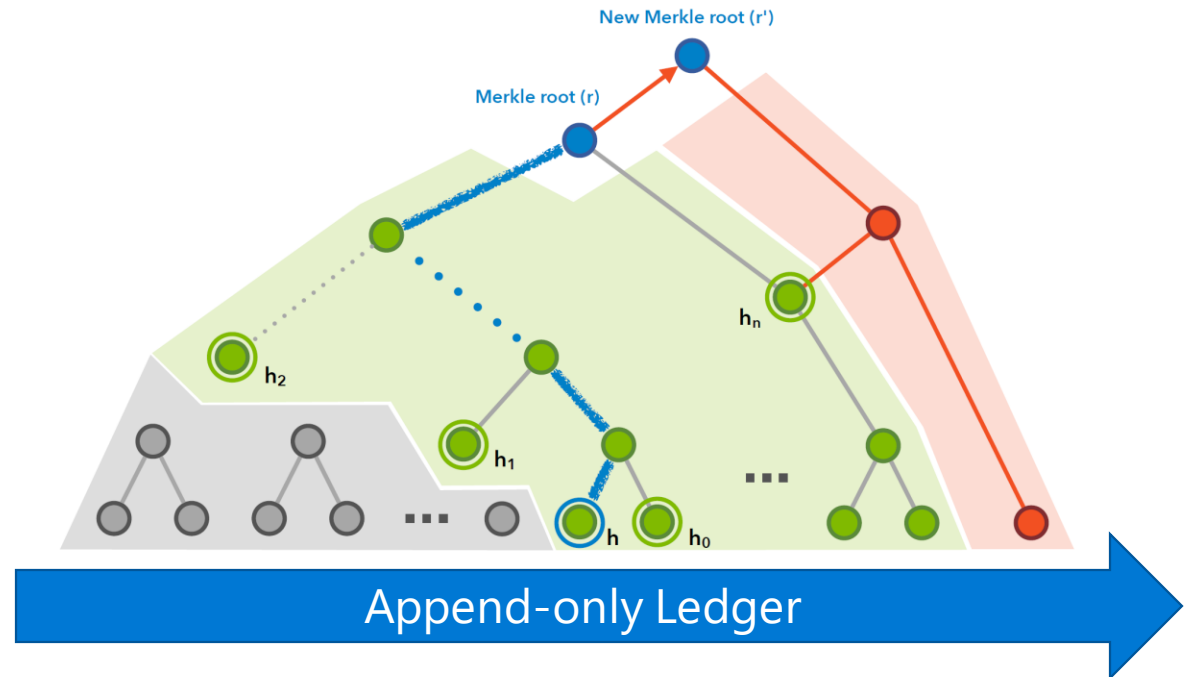 New Merkle root (r')
Merkle root (r)
hₙ
h₂
h₁
...
...
h
h₀
Append-only Ledger